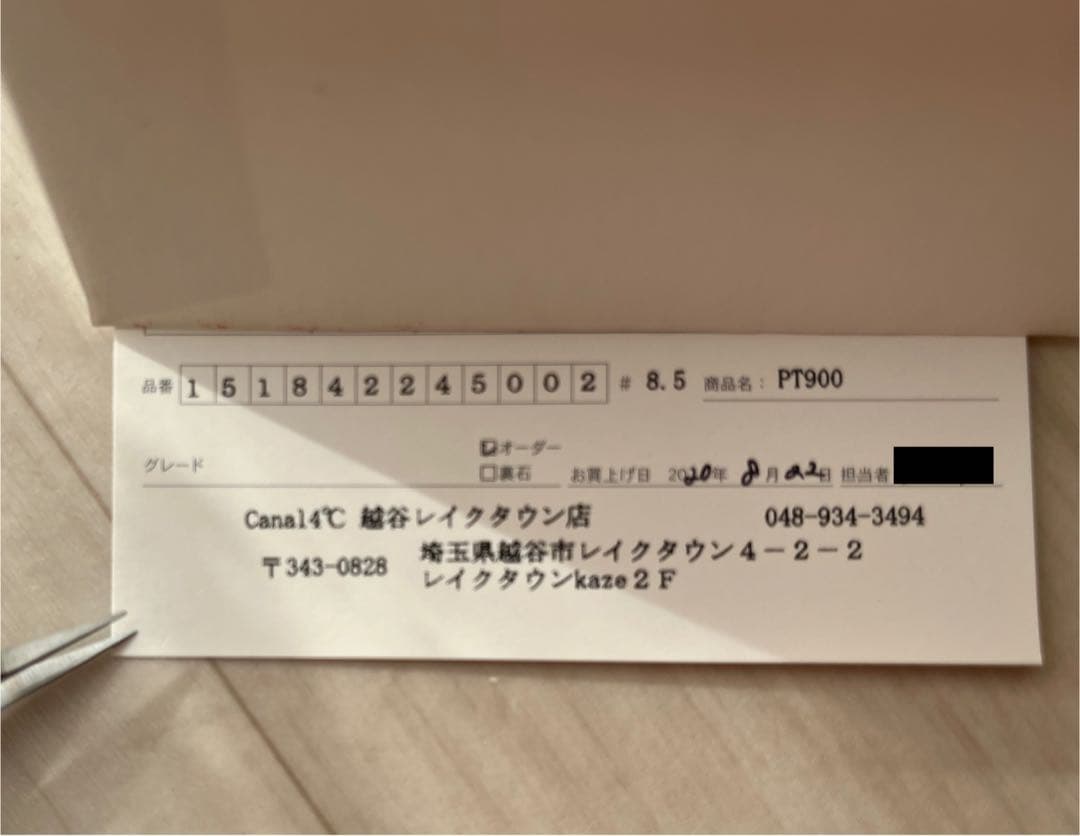 品番 151842245002 # 8.5 商品名： PT900
☑オーダー
グレード
□裏石 お買上げ日 2020年 8月 22日 担当者
Canal4℃ 越谷レイクタウン店 048-934-3494
〒343-0828 埼玉県越谷市レイクタウン４－２－２
レイクタウンkaze２Ｆ